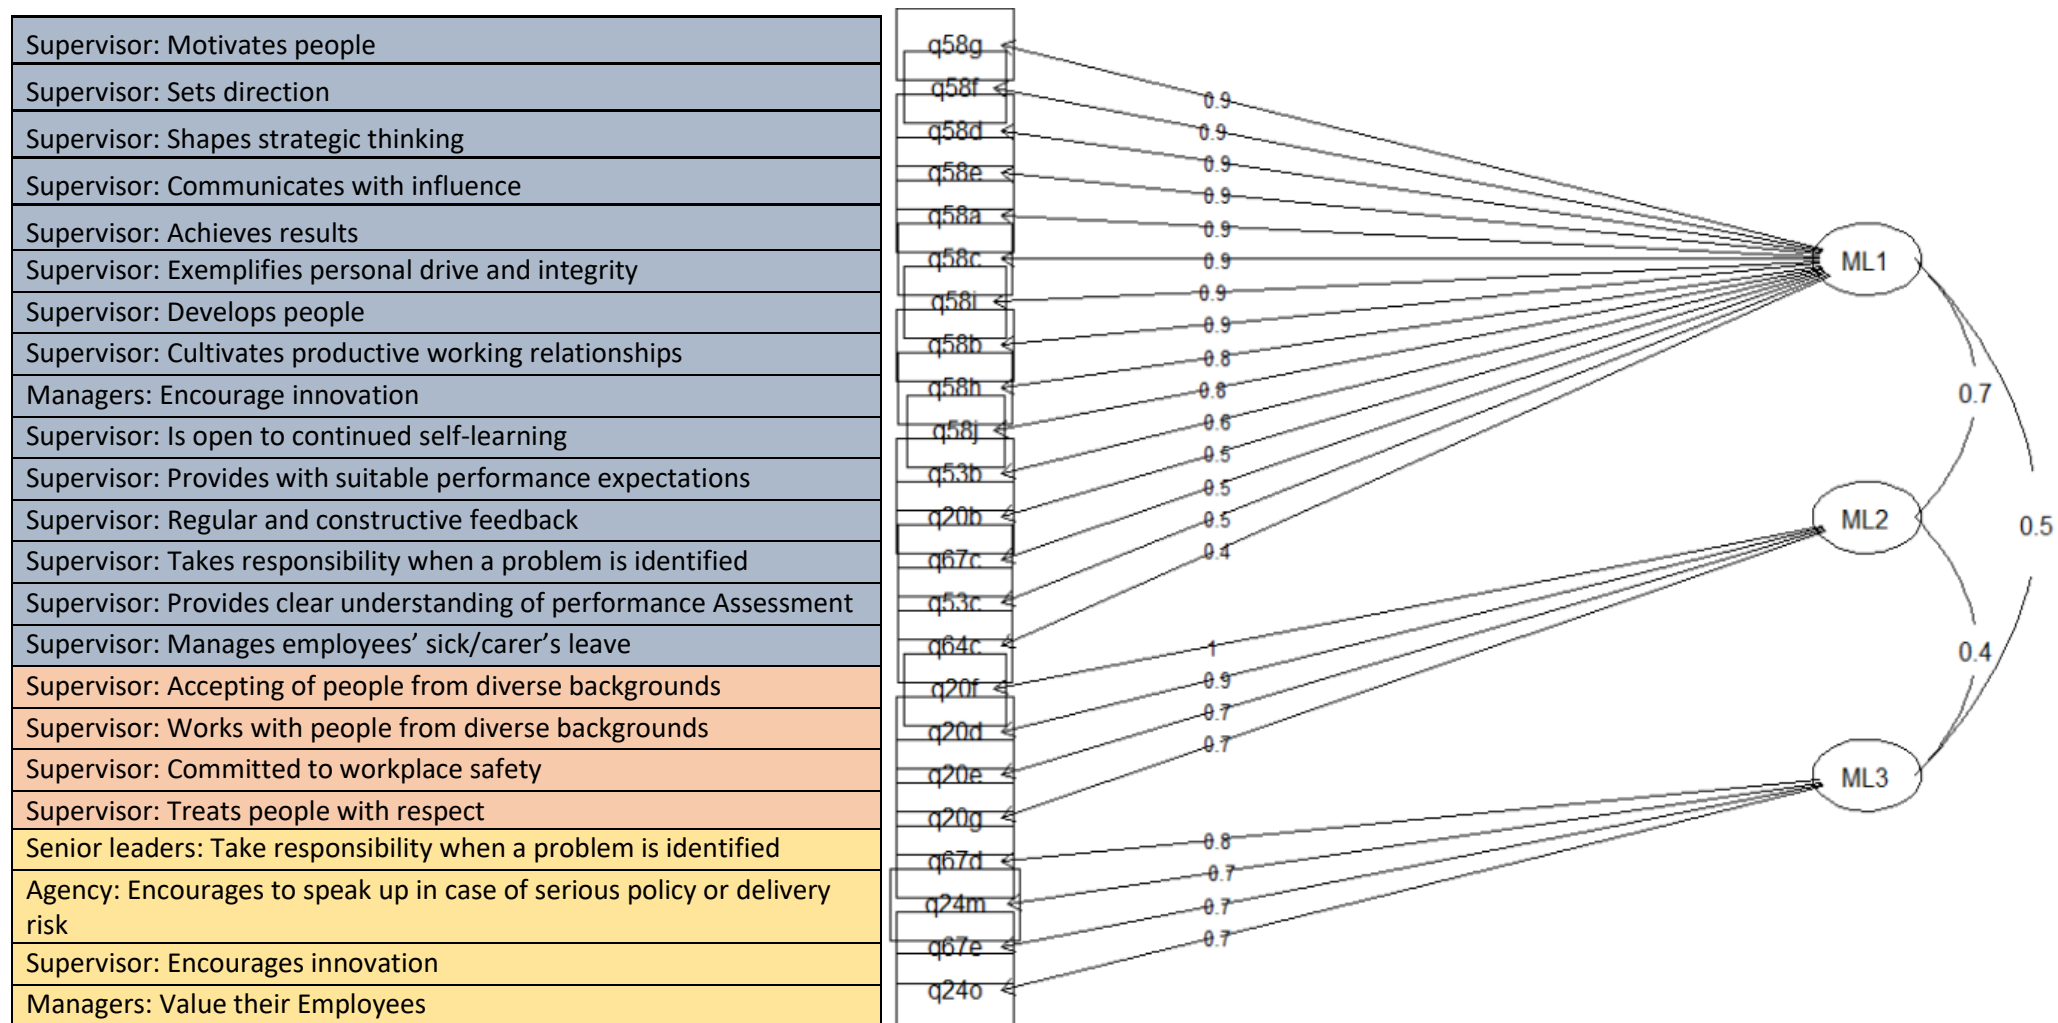 Supervisor: Motivates people
Supervisor: Sets direction
Supervisor: Shapes strategic thinking
Supervisor: Communicates with influence
Supervisor: Achieves results
Supervisor: Exemplifies personal drive and integrity
Supervisor: Develops people
Supervisor: Cultivates productive working relationships
Managers: Encourage innovation
Supervisor: Is open to continued self-learning
Supervisor: Provides with suitable performance expectations
Supervisor: Regular and constructive feedback
Supervisor: Takes responsibility when a problem is identified
Supervisor: Provides clear understanding of performance Assessment
Supervisor: Manages employees’ sick/carer’s leave
Supervisor: Accepting of people from diverse backgrounds
Supervisor: Works with people from diverse backgrounds
Supervisor: Committed to workplace safety
Supervisor: Treats people with respect
Senior leaders: Take responsibility when a problem is identified
Agency: Encourages to speak up in case of serious policy or delivery
risk
Supervisor: Encourages innovation
Managers: Value their Employees
q58g
q58f
q58d
q58e
q58a
q58c
q58i
q58b
q58h
q58j
q53b
q20b
q67c
q53c
q64c
q20f
q20d
q20e
q20g
q67d
q24m
q67e
q24o
0.9
0.9
0.9
0.9
0.9
0.9
0.9
0.9
0.8
0.8
0.6
0.5
0.5
0.5
0.4
1
0.9
0.7
0.7
0.8
0.7
0.7
0.7
ML1
ML2
ML3
0.7
0.5
0.4